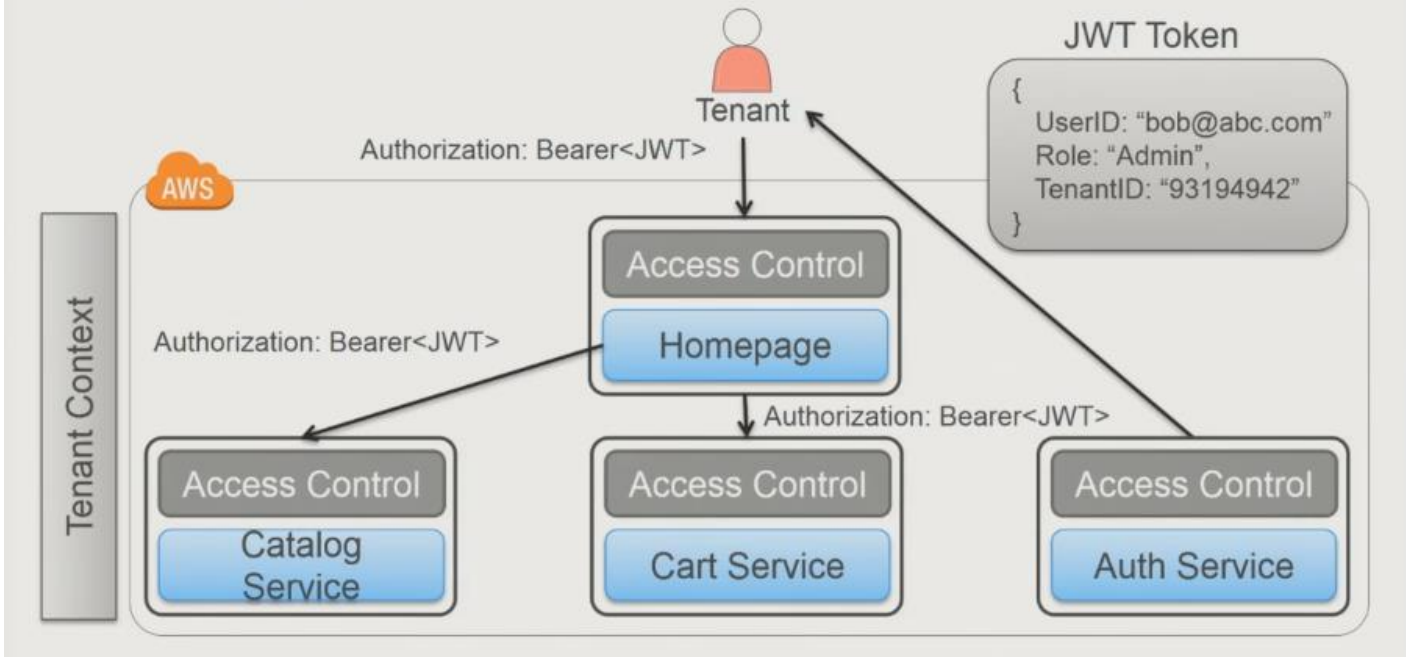 JWT Token
{
UserID: “bob@abc.com”
Role: “Admin”,
TenantID: “93194942”
}
Tenant
Authorization: Bearer<JWT>
AWS
Tenant Context
Access Control
Homepage
Authorization: Bearer<JWT>
Authorization: Bearer<JWT>
Access Control
Catalog
Service
Access Control
Cart Service
Access Control
Auth Service